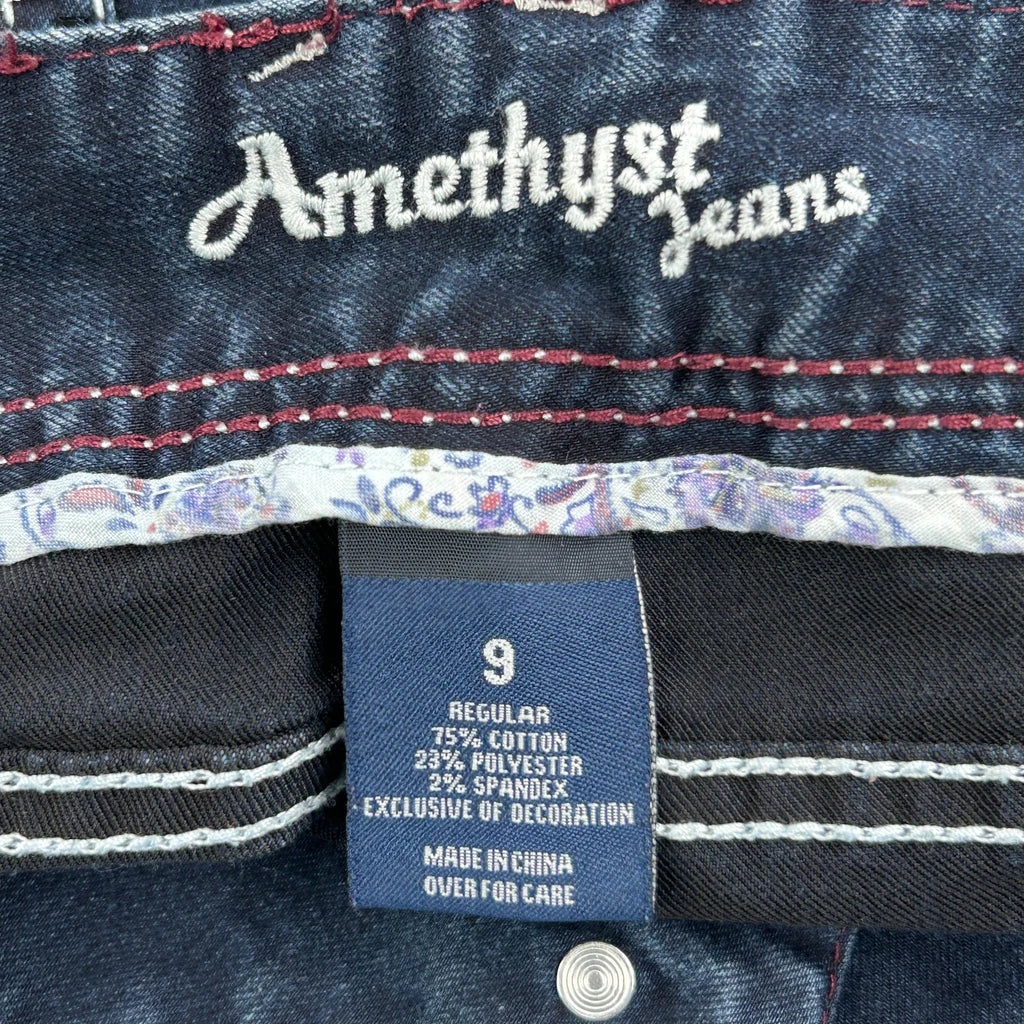 Amethyst
Jeans
9
REGULAR
75% COTTON
23% POLYESTER
2% SPANDEX
EXCLUSIVE OF DECORATION
MADE IN CHINA
OVER FOR CARE